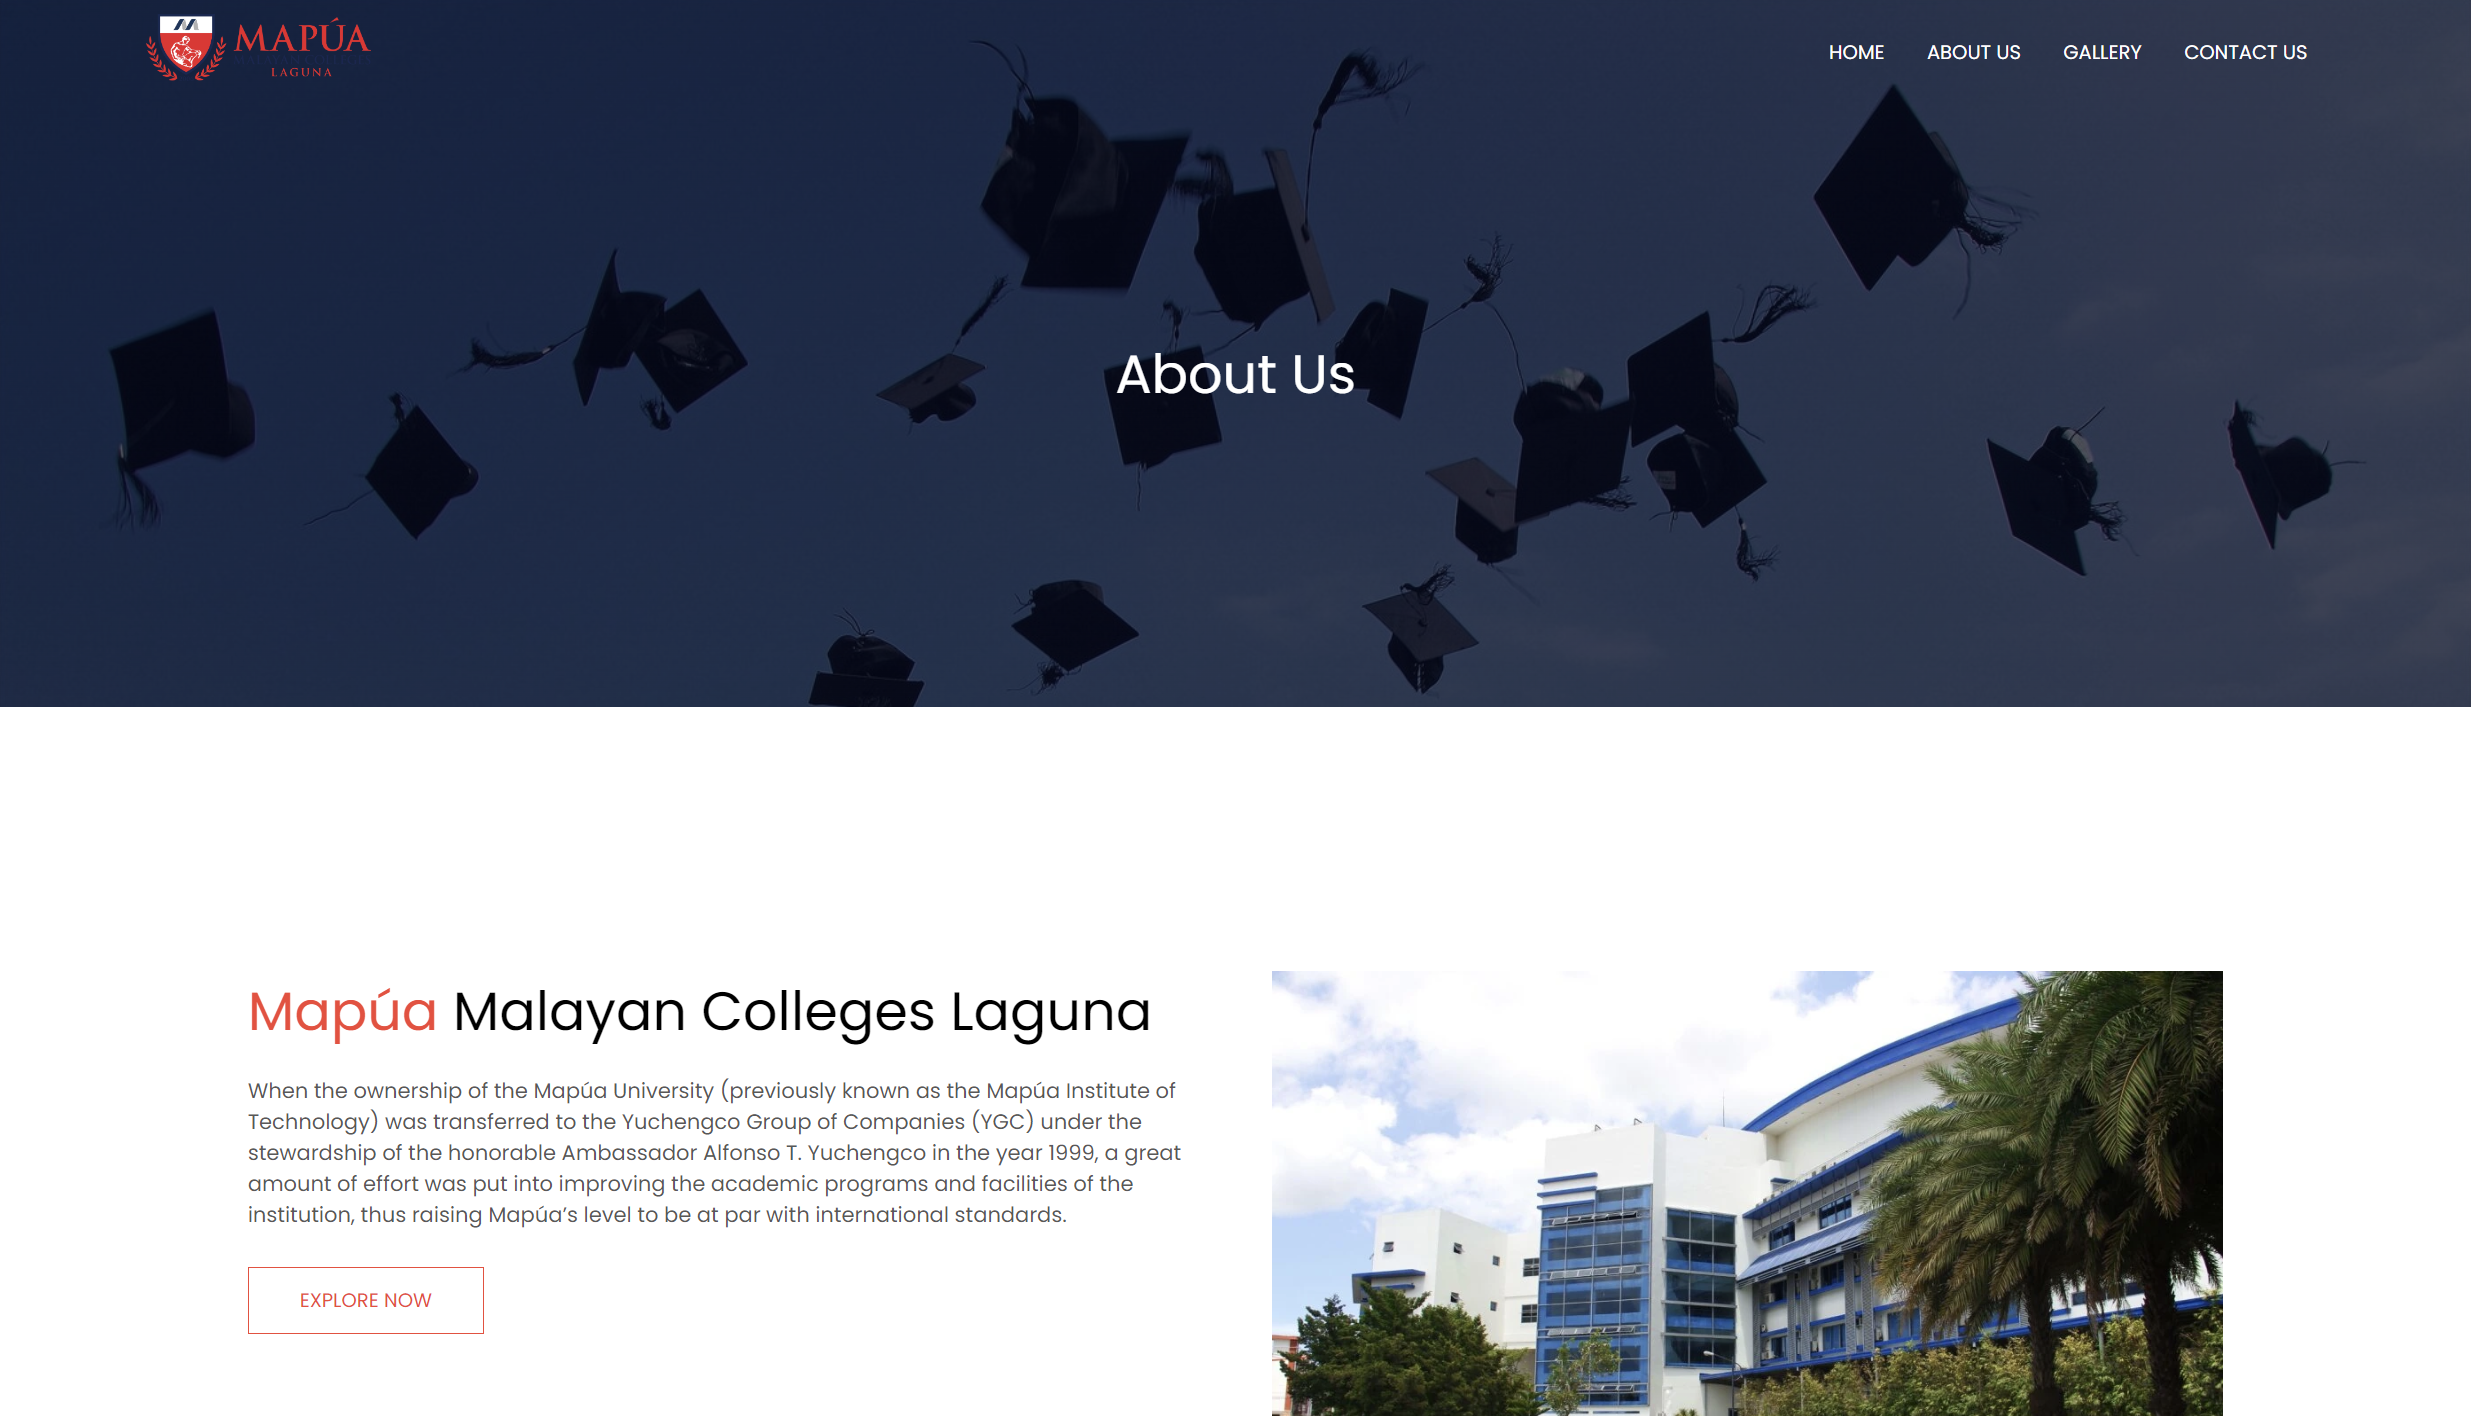 MAPÚA
LAGUNA
HOME ABOUT US GALLERY CONTACT US
About Us
Mapúa Malayan Colleges Laguna
When the ownership of the Mapúa University (previously known as the Mapúa Institute of
Technology) was transferred to the Yuchengco Group of Companies (YGC) under the
stewardship of the honorable Ambassador Alfonso T. Yuchengco in the year 1999, a great
amount of effort was put into improving the academic programs and facilities of the
institution, thus raising Mapúa’s level to be at par with international standards.
EXPLORE NOW